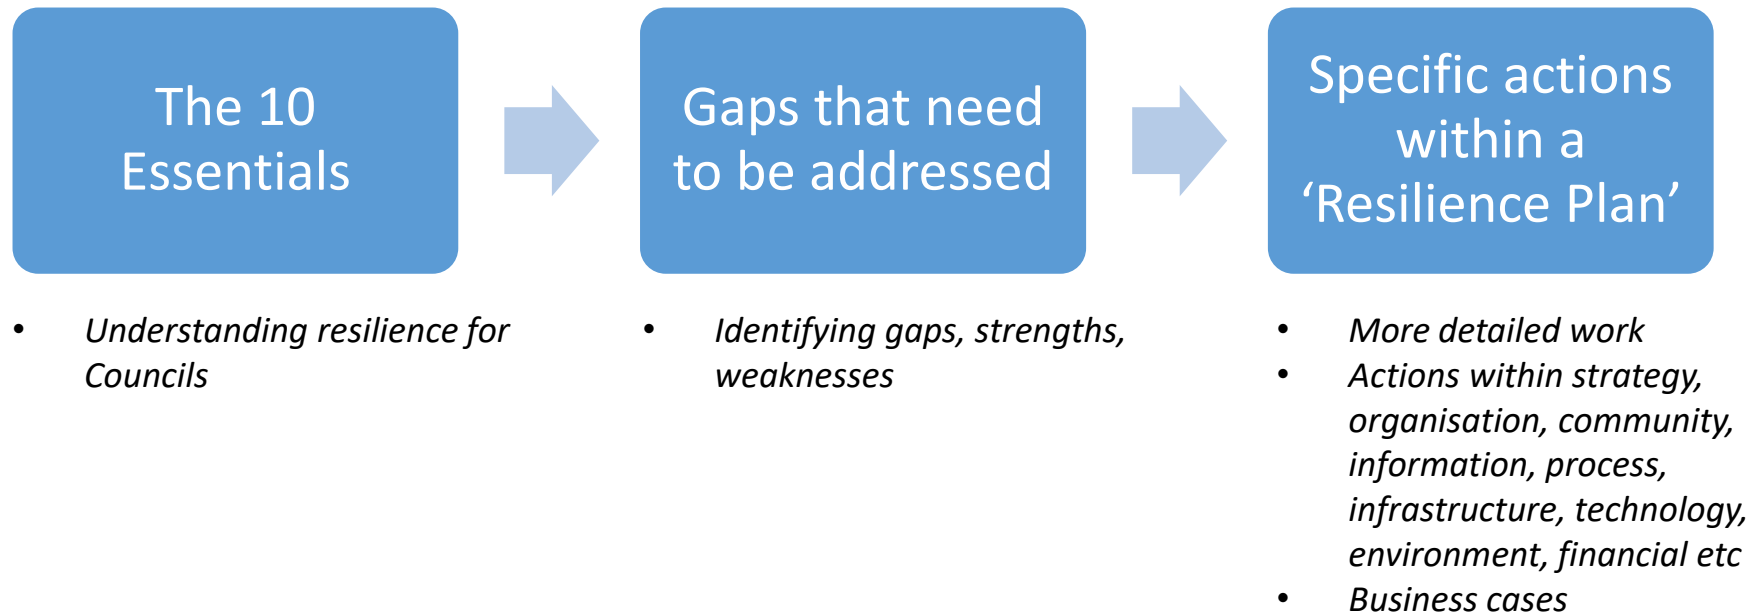 The 10
Essentials
Gaps that need
to be addressed
Specific actions
within a
‘Resilience Plan’
• Understanding resilience for
Councils
• Identifying gaps, strengths,
weaknesses
• More detailed work
• Actions within strategy,
organisation, community,
information, process,
infrastructure, technology,
environment, financial etc
• Business cases